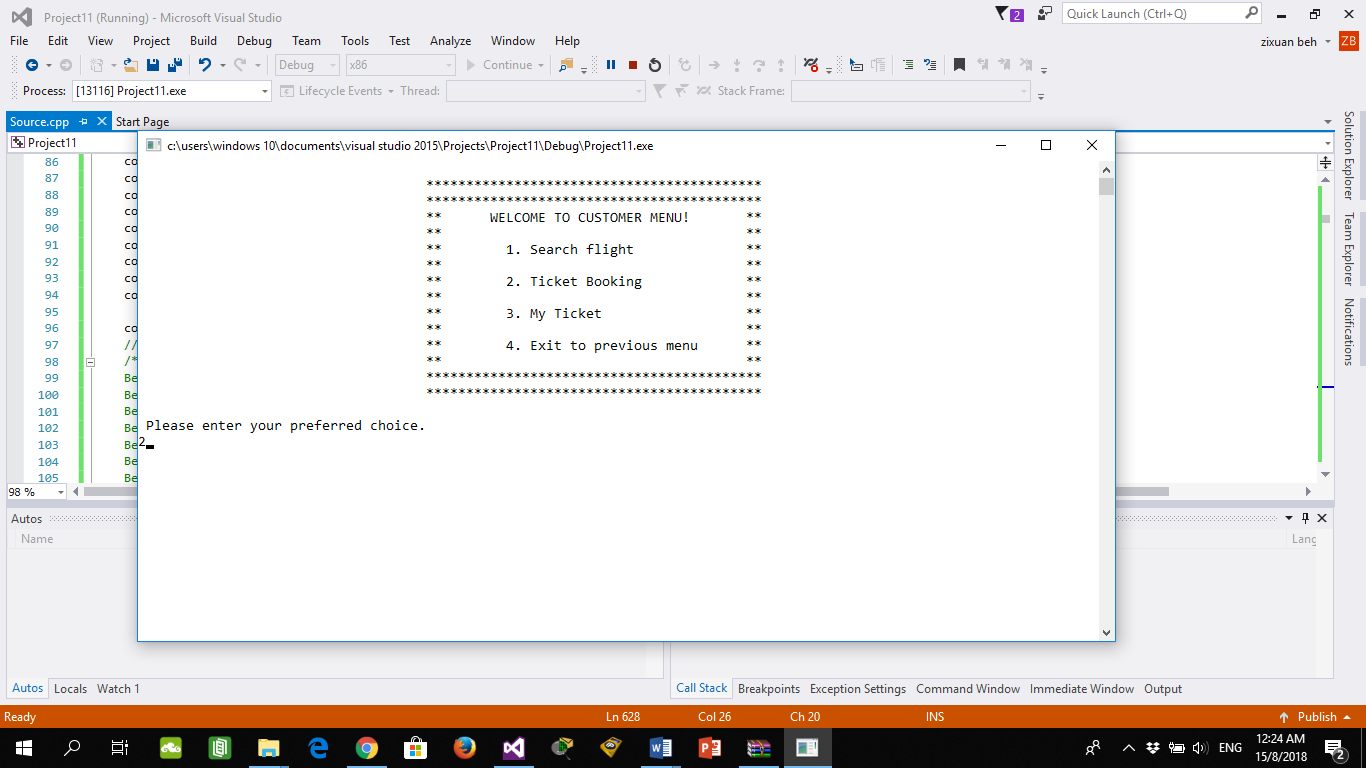 Project11 (Running) - Microsoft Visual Studio
2
Quick Launch (Ctrl+Q)
File Edit View Project Build Debug Team Tools Test Analyze Window Help
zixuan beh
ZB
Debug x86 Continue
Process: [13116] Project11.exe Lifecycle Events Thread: Stack Frame:
Source.cpp Start Page
Project11
c:\users\windows 10\documents\visual studio 2015\Projects\Project11\Debug\Project11.exe
******************************************
******************************************
** WELCOME TO CUSTOMER MENU! **
** **
** 1. Search flight **
** **
** 2. Ticket Booking **
** **
** 3. My Ticket **
** **
** 4. Exit to previous menu **
** **
******************************************
******************************************
Please enter your preferred choice.
2
86 co
87 co
88 co
89 co
90 co
91 co
92 co
93 co
94 co
95
96 co
97 //
98 /*
99 Be
100 Be
101 Be
102 Be
103 Be
104 Be
105 Be
98 %
Solution Explorer
Team Explorer
Notifications
Autos
Name
Lang
Autos Locals Watch 1
Call Stack Breakpoints Exception Settings Command Window Immediate Window Output
Ready Ln 628 Col 26 Ch 20 INS Publish
ENG
12:24 AM
15/8/2018
2